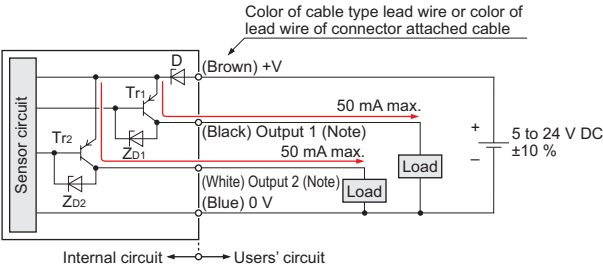 Color of cable type lead wire or color of
lead wire of connector attached cable
D
(Brown) +V
Tr1
50 mA max.
Sensor circuit
Tr2
ZD1
(Black) Output 1 (Note)
+
5 to 24 V DC
±10 %
–
50 mA max.
Load
(White) Output 2 (Note)
Load
ZD2
(Blue) 0 V
Internal circuit
Users' circuit